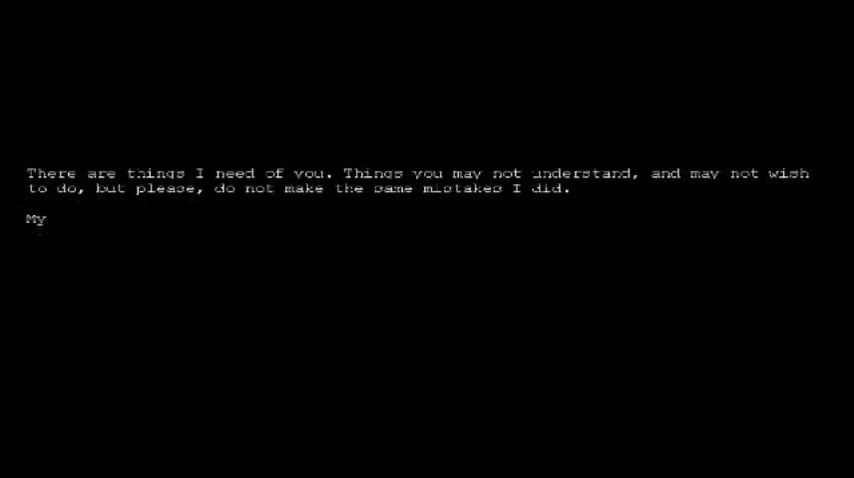 There are things I need of you. Things you may not understand, and may not wish
to do, but please, do not make the same mistakes I did.
My